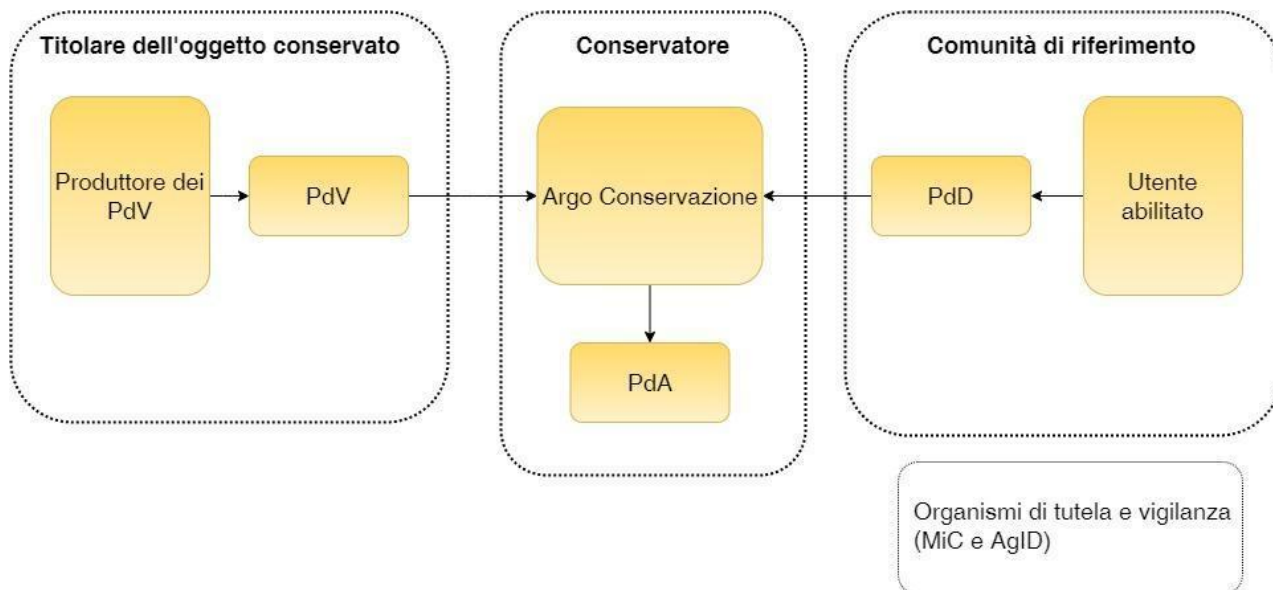 Titolare dell'oggetto conservato
Produttore dei
PdV
PdV
Conservatore
Argo Conservazione
PdA
Comunità di riferimento
PdD
Utente
abilitato
Organismi di tutela e vigilanza
(MiC e AgID)